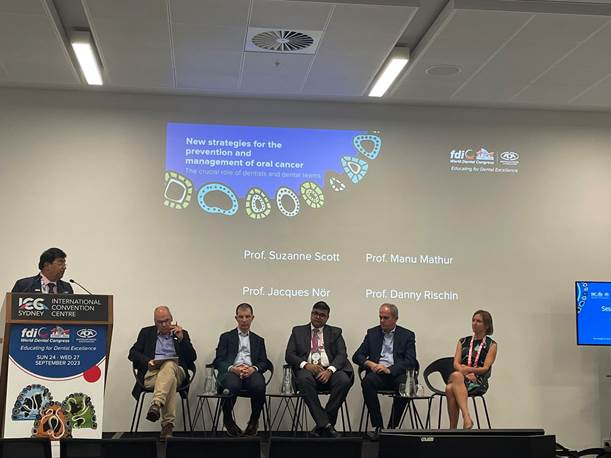 New strategies for the
prevention and
management of oral cancer
The crucial role of dentists and dental teams
fdi
World Dental Congress
Educating for Dental Excellence
Prof. Suzanne Scott
Prof. Manu Mathur
Prof. Jacques Nör
Prof. Danny Rischin
ICC
SYDNEY
INTERNATIONAL
CONVENTION
CENTRE
fdi
World Dental Congress
Educating for Dental Excellence
SUN 24 - WED 27
SEPTEMBER 2023